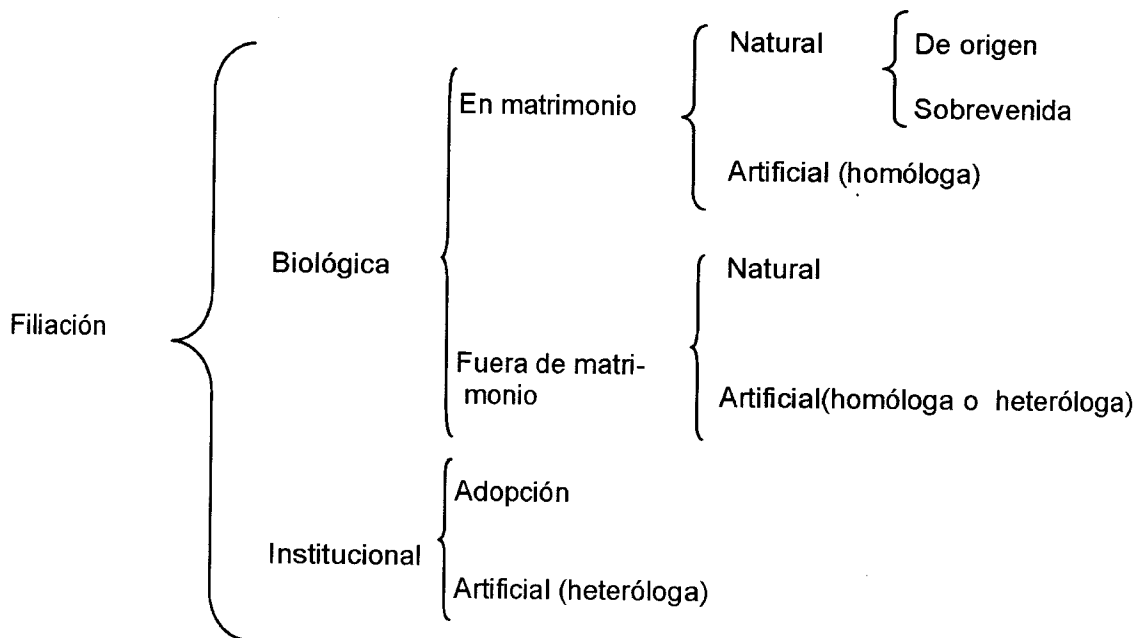 Filiación
Biológica
En matrimonio
Natural
De origen
Sobrevenida
Artificial (homóloga)
Fuera de matri-
monio
Natural
Artificial(homóloga o heteróloga)
Institucional
Adopción
Artificial (heteróloga)